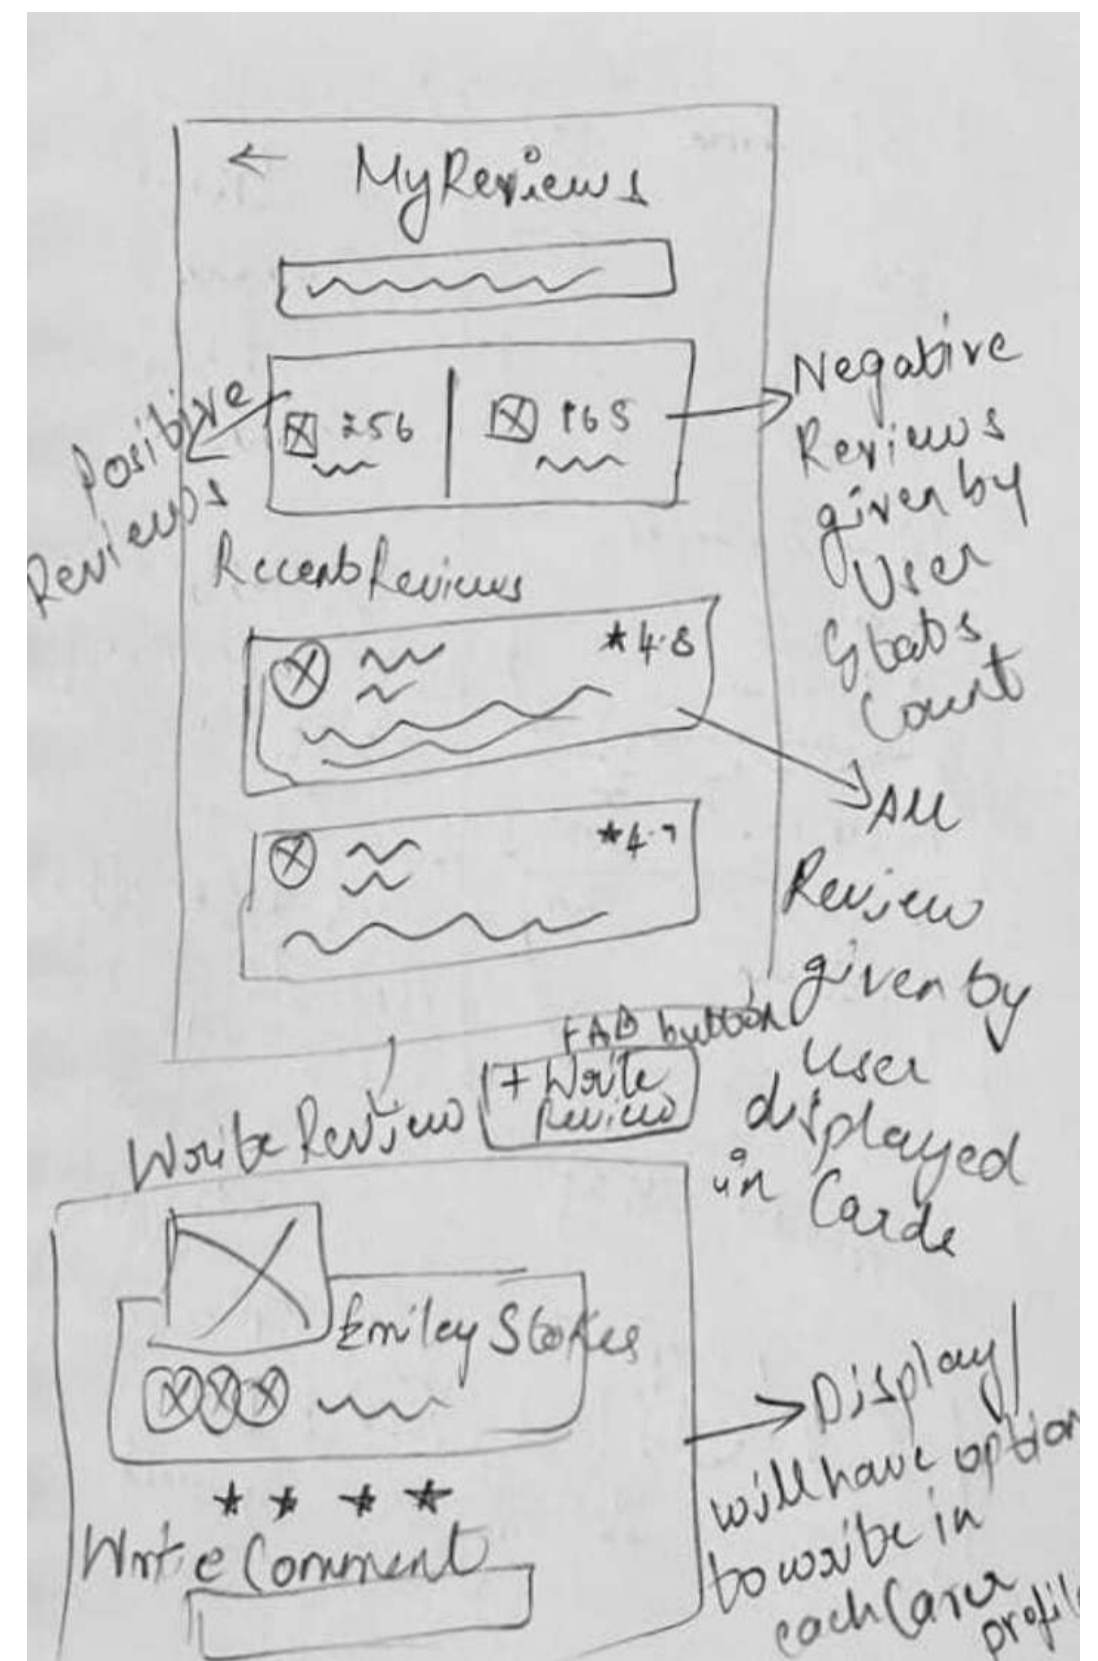 ←
MyReviews
256
165
Positive
Reviews
Negative
Reviews
given by
User
Stats
Count
Recent Reviews
★4.8
★4.7
All
Review
given by
user
displayed
in Cards
FAB button
+ Write
Review
Write Review
Emiley Stokes
★ ★ ★ ★
Write Comment
Display
will have option
to write in
each Carer
profile